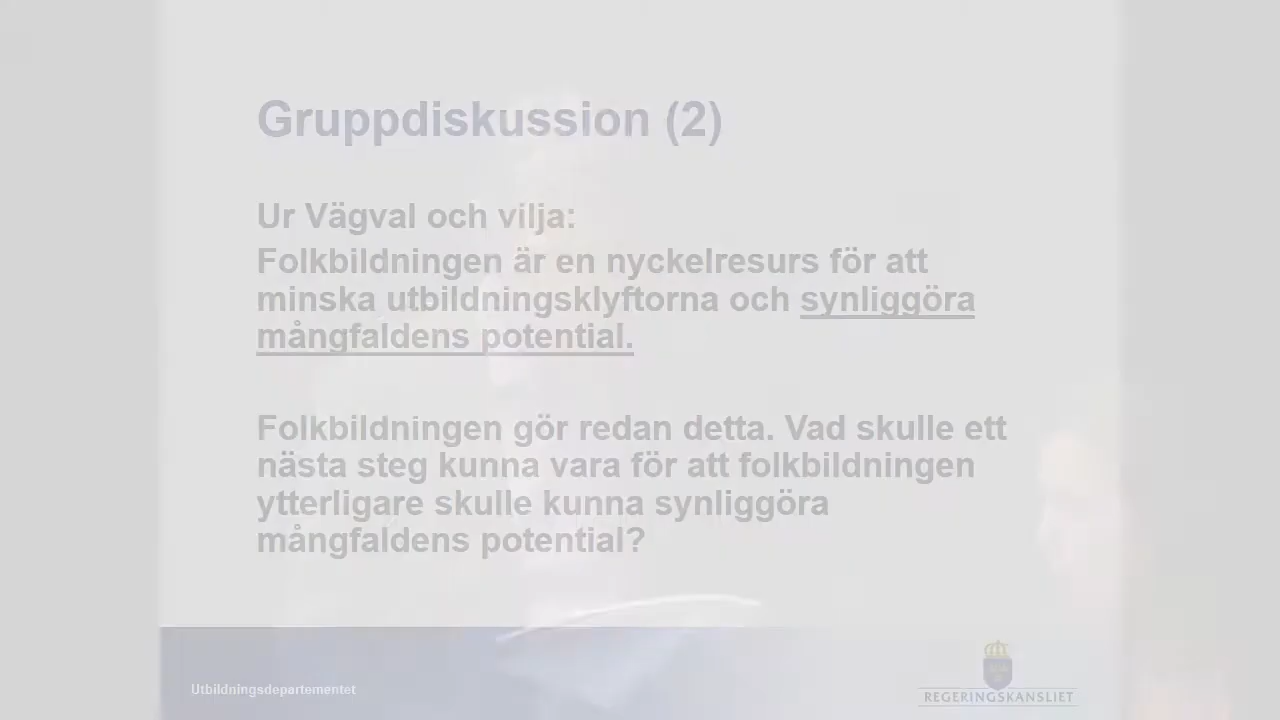 Gruppdiskussion (2)
Ur Vägval och vilja:
Folkbildningen är en nyckelresurs för att
minska utbildningsklyftorna och synliggöra
mångfaldens potential.
Folkbildningen gör redan detta. Vad skulle ett
nästa steg kunna vara för att folkbildningen
ytterligare skulle kunna synliggöra
mångfaldens potential?
Utbildningsdepartementet
REGERINGSKANSLIET